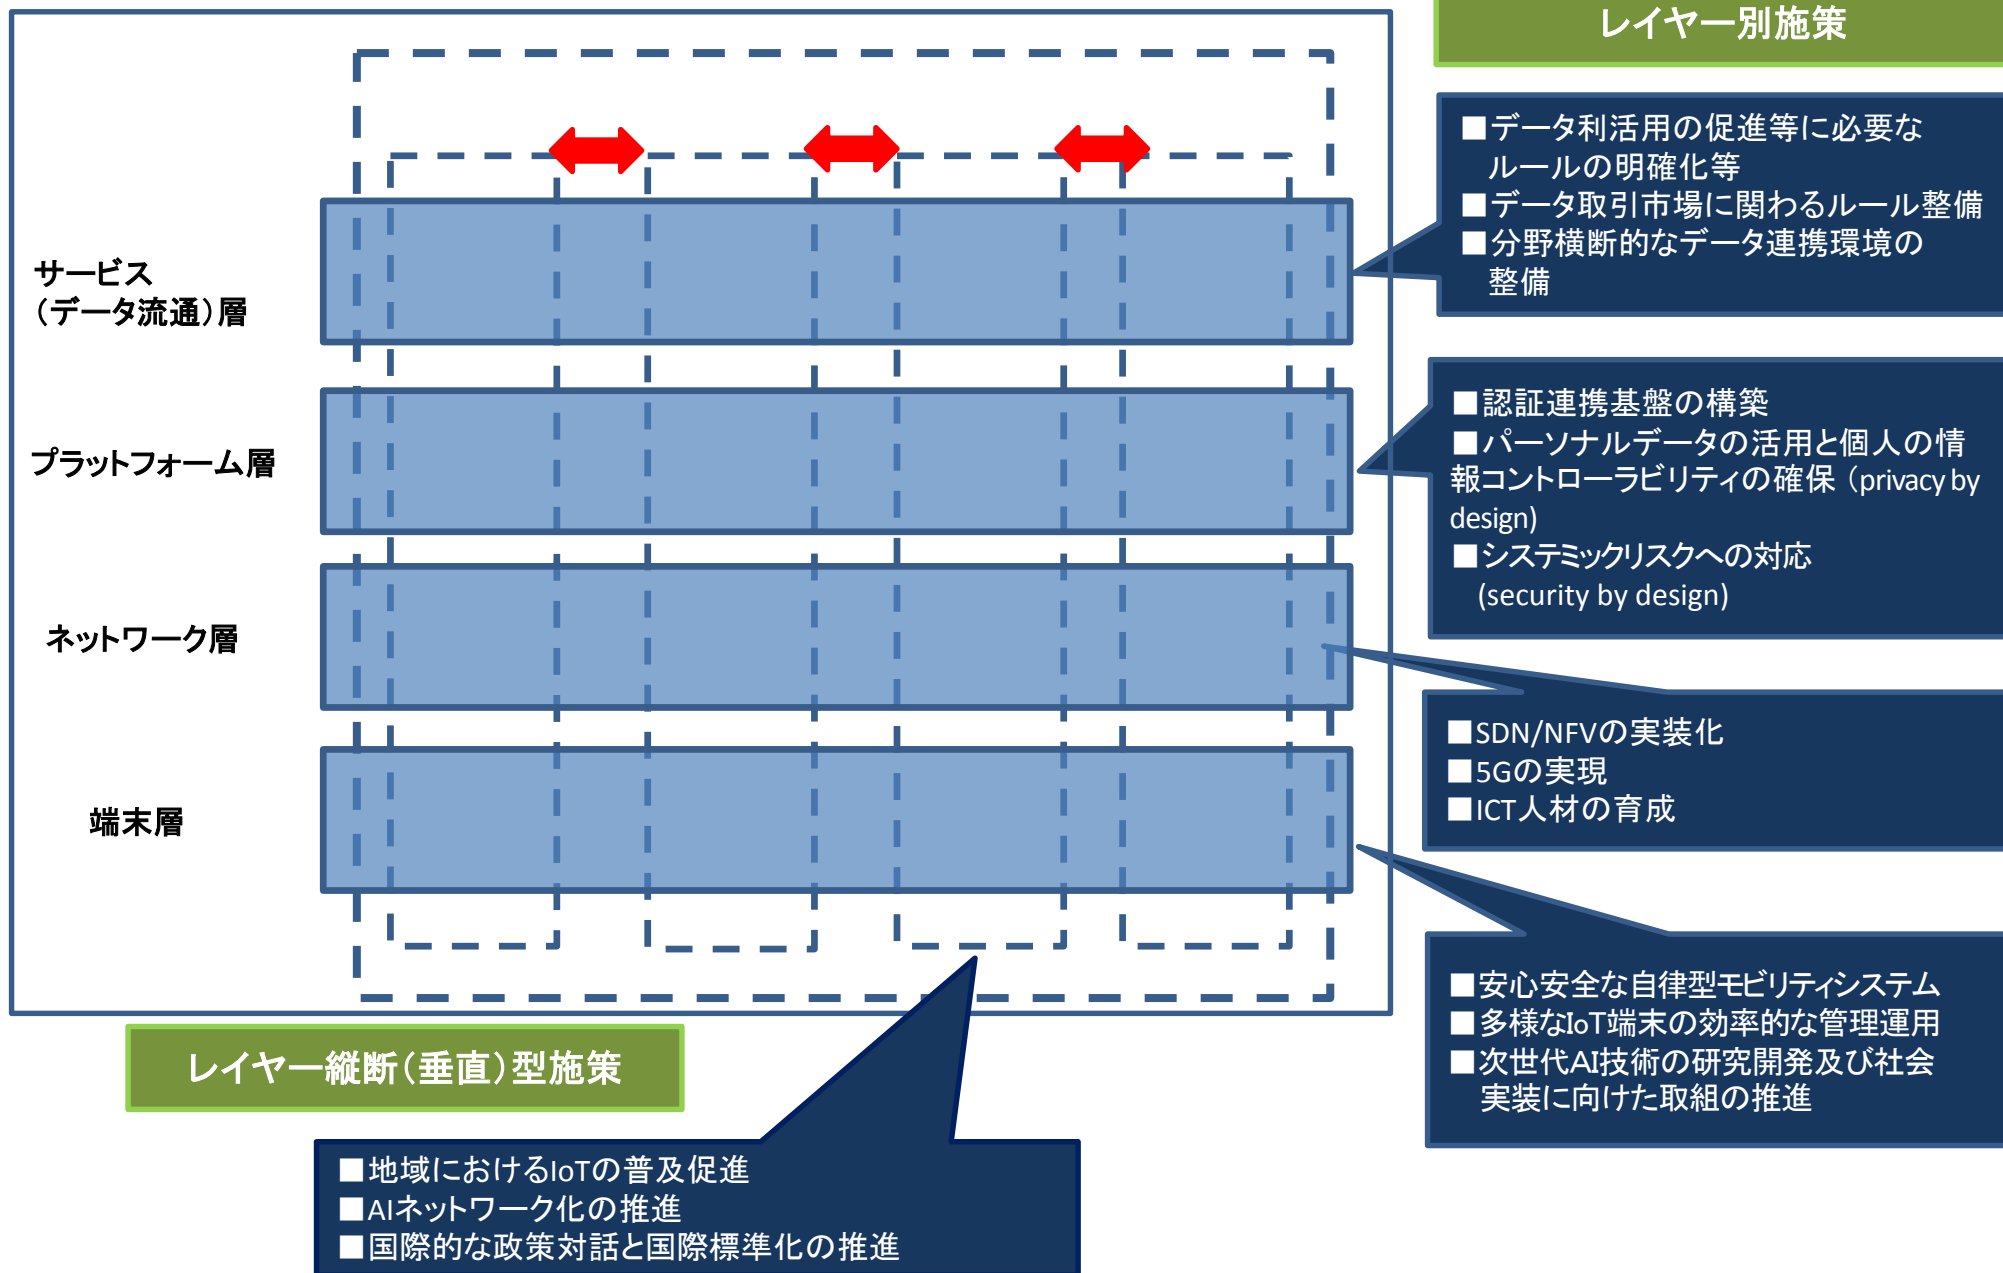 レイヤー別施策
■データ利活用の促進等に必要な
ルールの明確化等
■データ取引市場に関わるルール整備
■分野横断的なデータ連携環境の
整備
サービス
（データ流通）層
■認証連携基盤の構築
■パーソナルデータの活用と個人の情
報コントローラビリティの確保（privacy by
design)
■システミックリスクへの対応
(security by design)
プラットフォーム層
ネットワーク層
■SDN/NFVの実装化
■5Gの実現
■ICT人材の育成
端末層
■安心安全な自律型モビリティシステム
■多様なIoT端末の効率的な管理運用
■次世代AI技術の研究開発及び社会
実装に向けた取組の推進
レイヤー縦断（垂直）型施策
■地域におけるIoTの普及促進
■AIネットワーク化の推進
■国際的な政策対話と国際標準化の推進